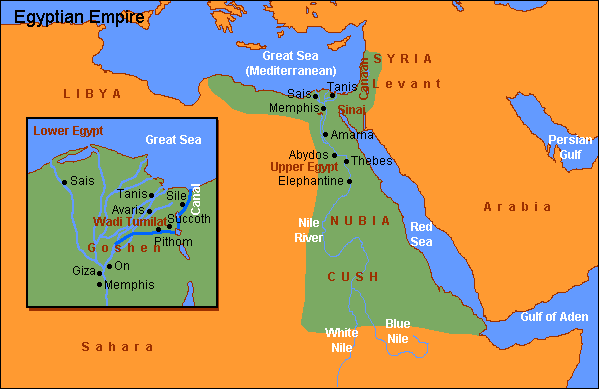 Egyptian Empire
Great Sea
(Mediterranean)
SYRIA
Levant
Canaan
LIBYA
Sais
Tanis
Memphis
Sinai
Amarna
Abydos
Thebes
Upper Egypt
Elephantine
Persian
Gulf
Arabia
NUBIA
Nile
River
Red
Sea
CUSH
Gulf of Aden
White
Nile
Blue
Nile
Sahara
Lower Egypt
Great Sea
Sais
Tanis
Sile
Canal
Avaris
Wadi Tumilat
Succoth
Goshen
Pithom
On
Giza
Memphis